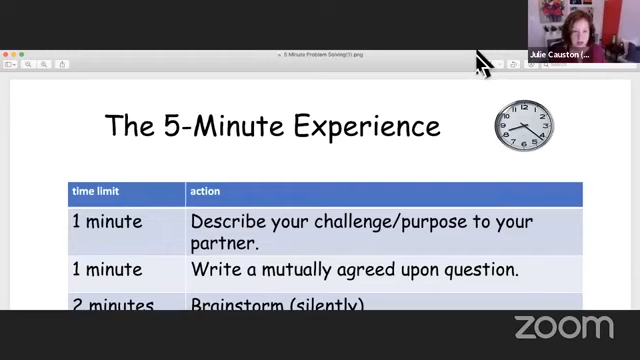 Julie Causton (...
5 Minute Problem Solving(1).png
The 5-Minute Experience
12
time limit action
1 minute Describe your challenge/purpose to your
partner.
1 minute Write a mutually agreed upon question.
2 minutes Brainstorm (silently)
zoom